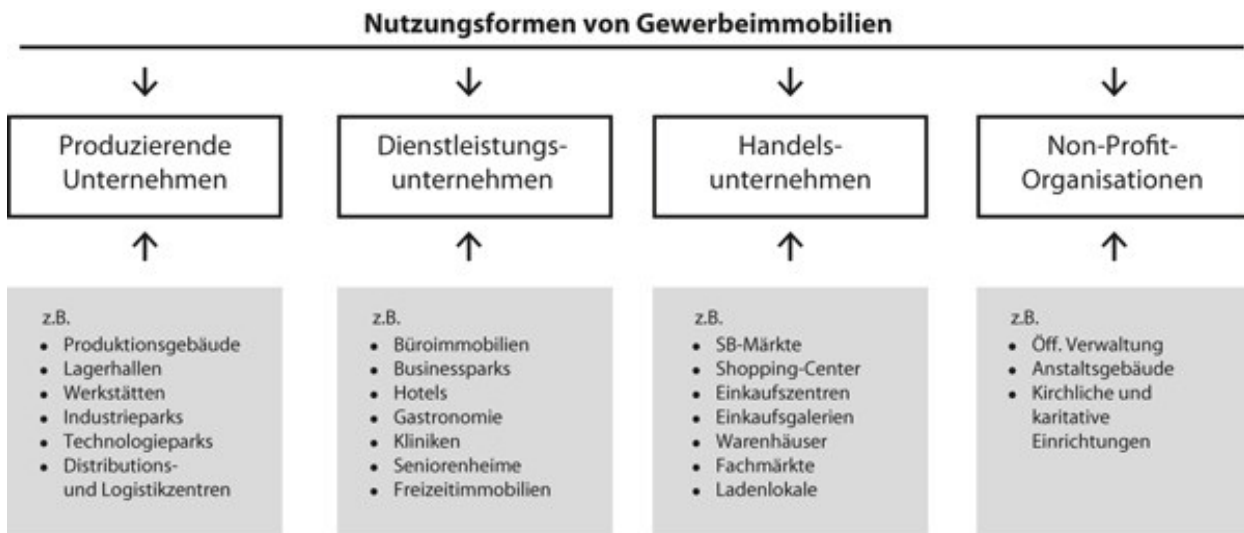 Nutzungsformen von Gewerbeimmobilien
Produzierende
Unternehmen
Dienstleistungs-
unternehmen
Handels-
unternehmen
Non-Profit-
Organisationen
z.B.
• Produktionsgebäude
• Lagerhallen
• Werkstätten
• Industrieparks
• Technologieparks
• Distributions-
und Logistikzentren
z.B.
• Büroimmobilien
• Businessparks
• Hotels
• Gastronomie
• Kliniken
• Seniorenheime
• Freizeitimmobilien
z.B.
• SB-Märkte
• Shopping-Center
• Einkaufszentren
• Einkaufsgalerien
• Warenhäuser
• Fachmärkte
• Ladenlokale
z.B.
• Öff. Verwaltung
• Anstaltsgebäude
• Kirchliche und
karitative
Einrichtungen